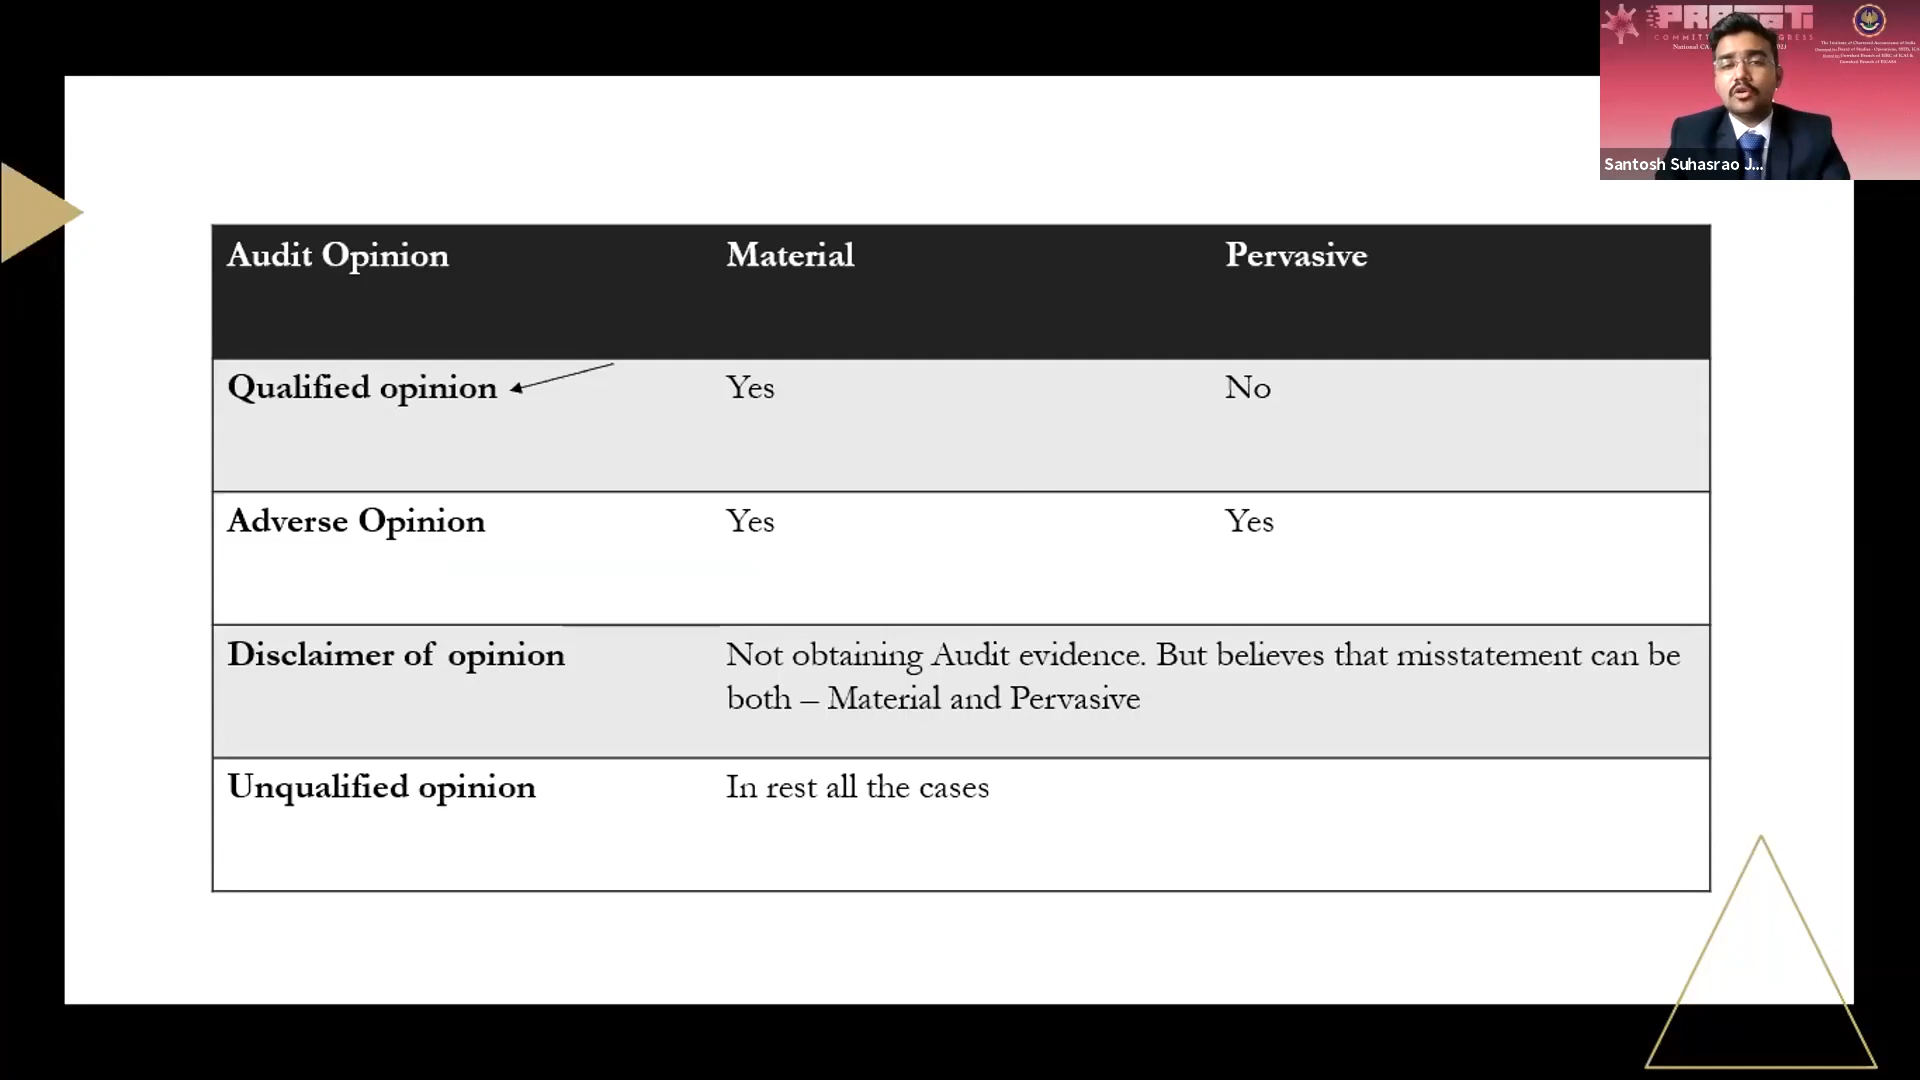 PRAGATI
Santosh Suhasrao J...
Audit Opinion Material Pervasive
Qualified opinion Yes No
Adverse Opinion Yes Yes
Disclaimer of opinion Not obtaining Audit evidence. But believes that misstatement can be
both – Material and Pervasive
Unqualified opinion In rest all the cases